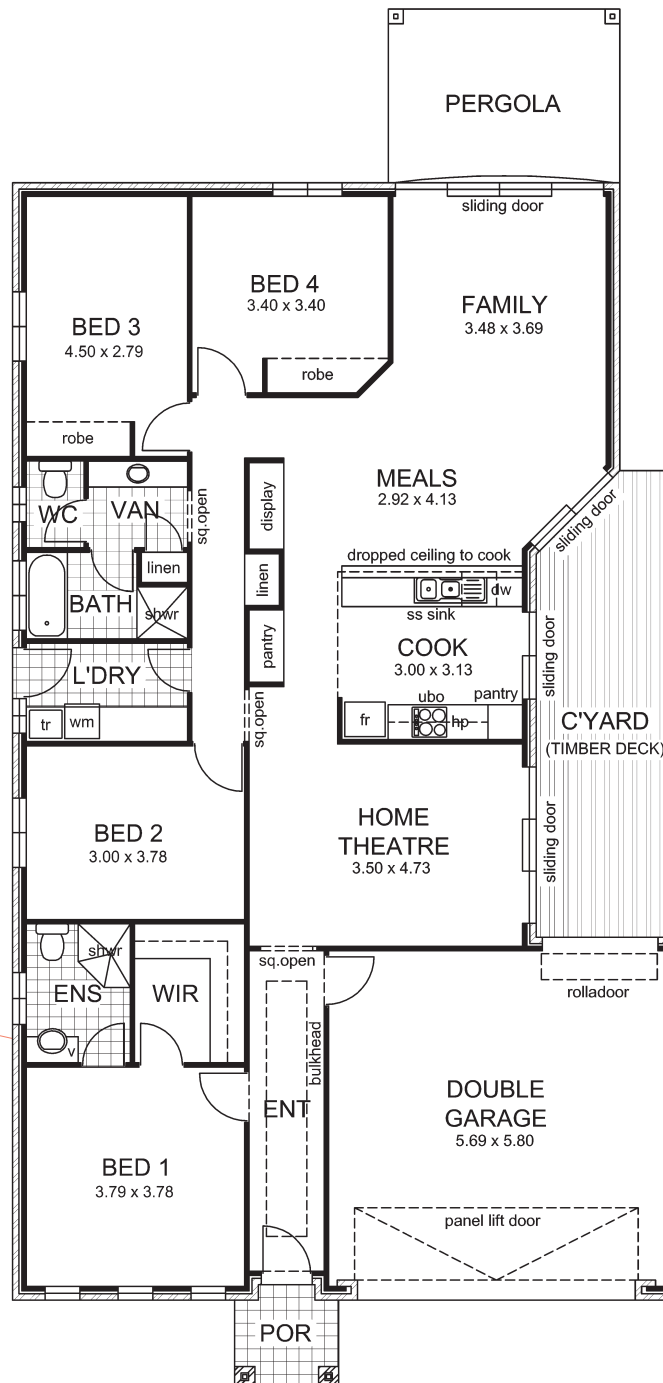 PERGOLA
sliding door
BED 4
3.40 x 3.40
FAMILY
3.48 x 3.69
BED 3
4.50 x 2.79
robe
robe
MEALS
2.92 x 4.13
WC
VAN
sq.open
display
sliding door
linen
linen
dropped ceiling to cook
dw
ss sink
BATH
shwr
COOK
3.00 x 3.13
pantry
sliding door
L'DRY
tr
wm
sq.open
fr
ubo
hp
pantry
C'YARD
(TIMBER DECK)
BED 2
3.00 x 3.78
HOME
THEATRE
3.50 x 4.73
sliding door
shwr
ENS
v
WIR
sq.open
rolladoor
bulkhead
ENT
DOUBLE
GARAGE
5.69 x 5.80
BED 1
3.79 x 3.78
panel lift door
POR